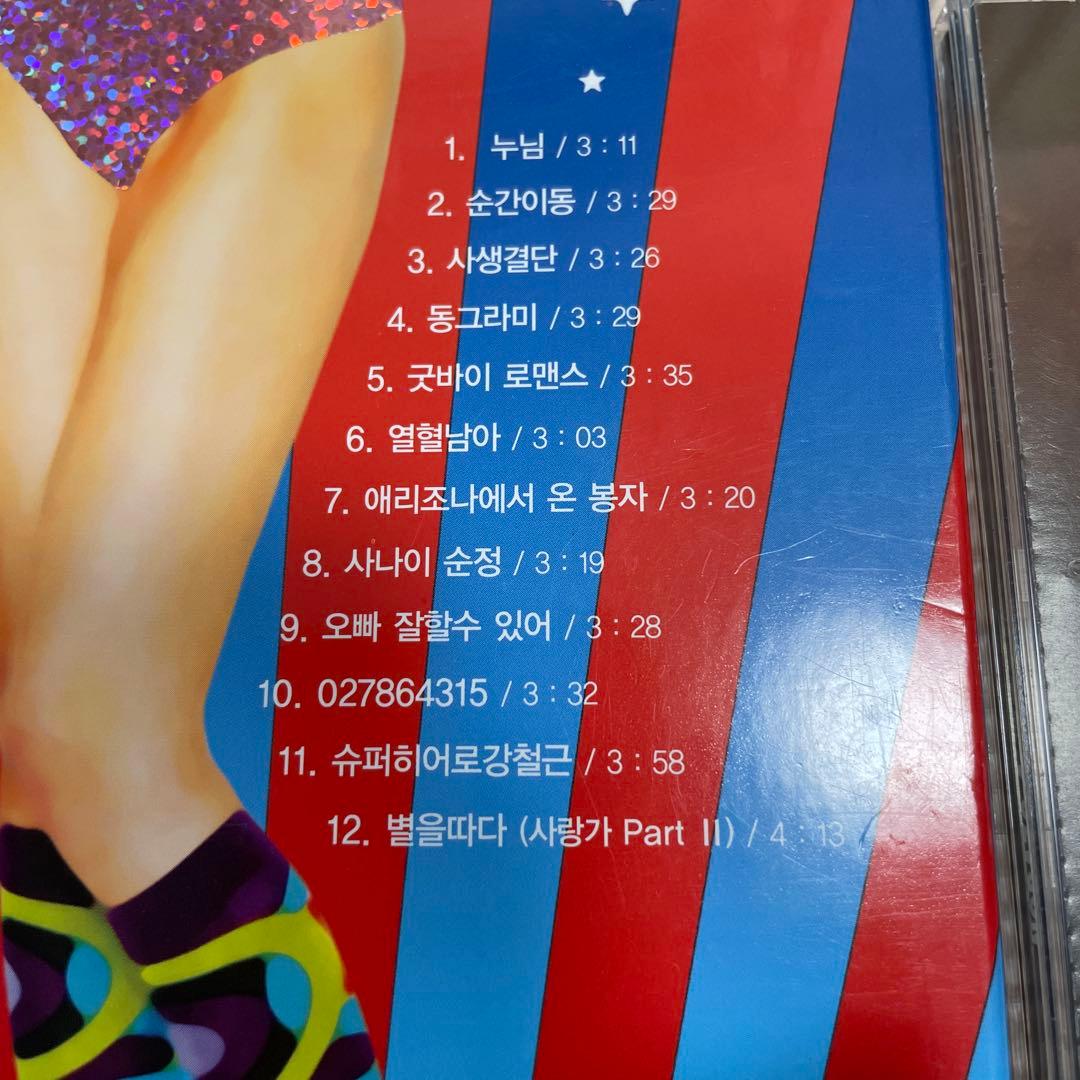 1. 누님 / 3 : 11
2. 순간이동 / 3 : 29
3. 사생결단 / 3 : 26
4. 동그라미 / 3 : 29
5. 굿바이 로맨스 / 3 : 35
6. 열혈남아 / 3 : 03
7. 애리조나에서 온 봉자 / 3 : 20
8. 사나이 순정 / 3 : 19
9. 오빠 잘할수 있어 / 3 : 28
10. 027864315 / 3 : 32
11. 슈퍼히어로강철근 / 3 : 58
12. 별을따다 (사랑가 Part II) / 4 : 13